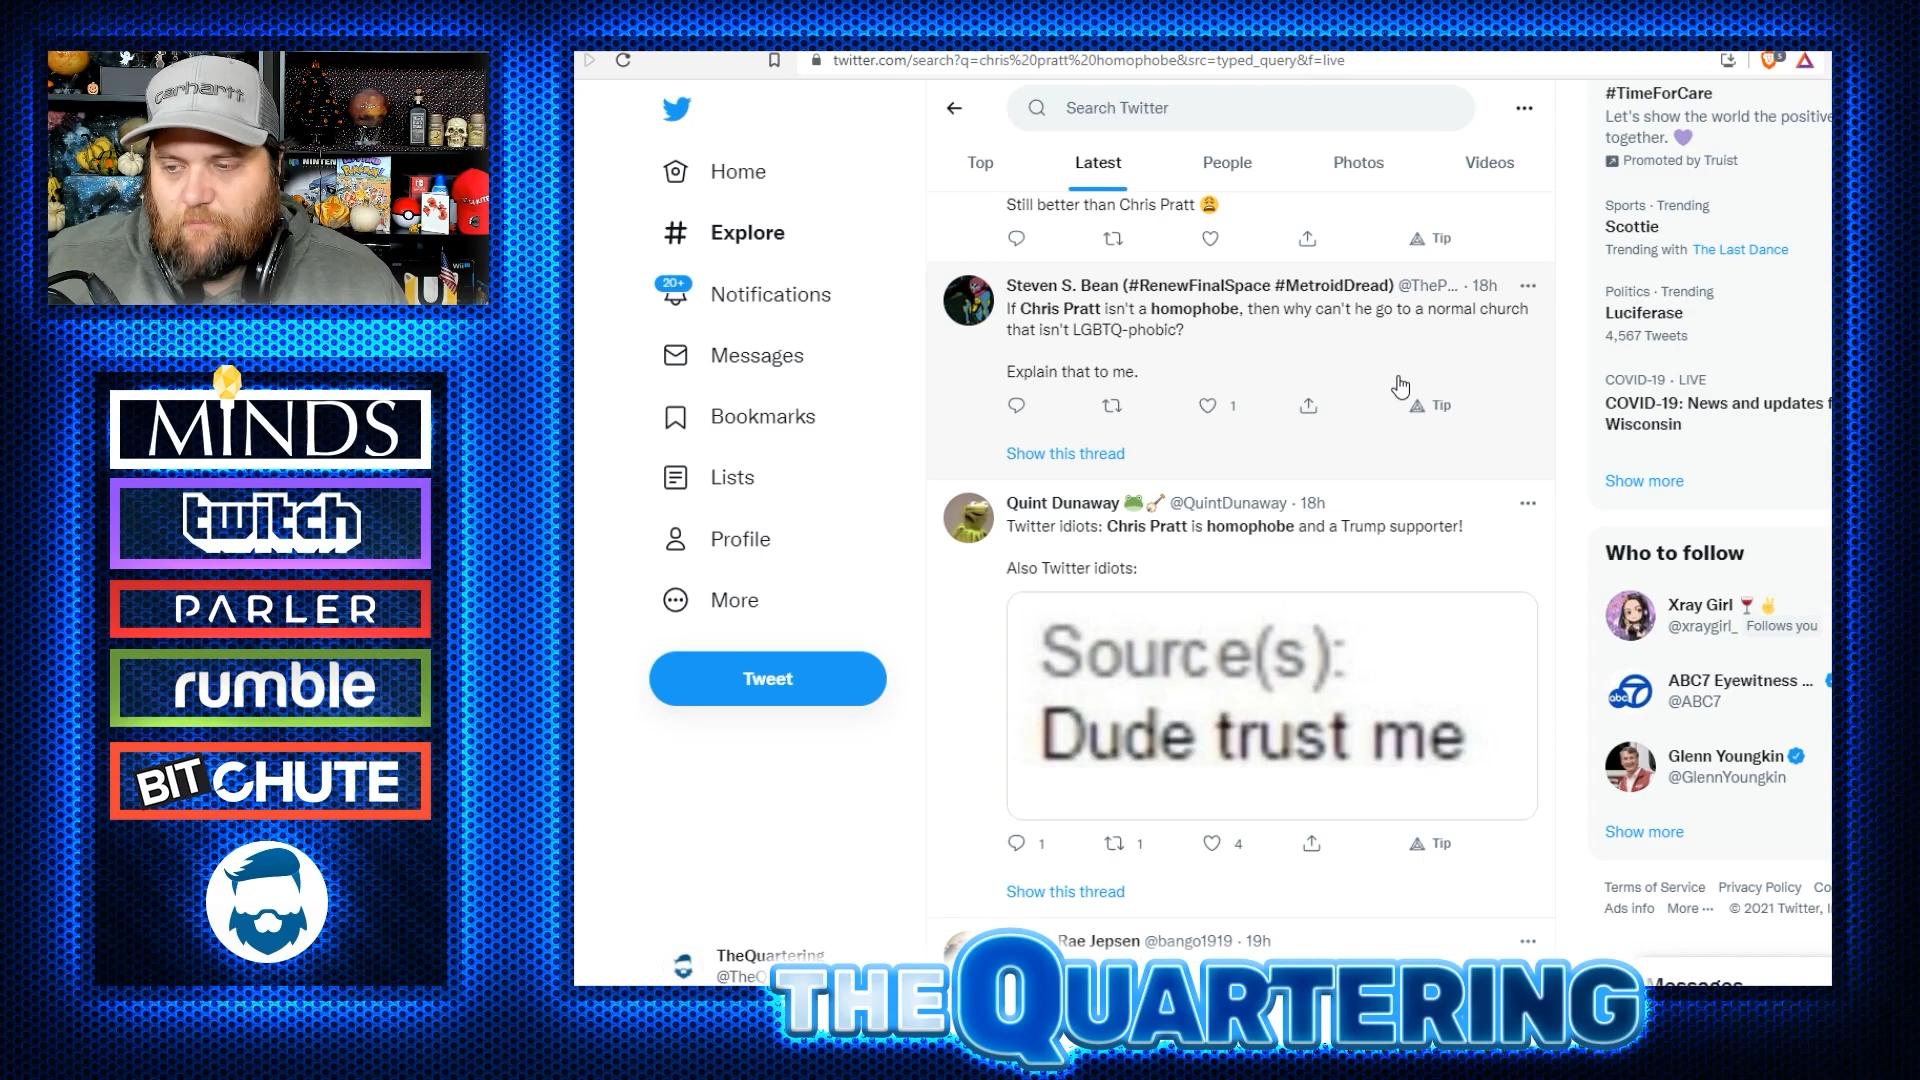 carhartt
NINTEN
MINDS
twitch
PARLER
rumble
BITCHUTE
twitter.com/search?q=chris%20pratt%20homophobe&src=typed_query&f=live
Search Twitter
Top
Latest
People
Photos
Videos
Home
Explore
20+
Notifications
Messages
Bookmarks
Lists
Profile
More
Tweet
TheQuartering
Still better than Chris Pratt 😩
Tip
Steven S. Bean (#RenewFinalSpace #MetroidDread) @TheP... · 18h
If Chris Pratt isn't a homophobe, then why can't he go to a normal church
that isn't LGBTQ-phobic?
Explain that to me.
1
Tip
Show this thread
Quint Dunaway 🐸🪕 @QuintDunaway · 18h
Twitter idiots: Chris Pratt is homophobe and a Trump supporter!
Also Twitter idiots:
Source(s):
Dude trust me
1
1
4
Tip
Show this thread
Rae Jepsen @bango1919 · 19h
#TimeForCare
Let's show the world the positive
together. 💜
Promoted by Truist
Sports · Trending
Scottie
Trending with The Last Dance
Politics · Trending
Luciferase
4,567 Tweets
COVID-19 · LIVE
COVID-19: News and updates f
Wisconsin
Show more
Who to follow
Xray Girl 🍷✌
@xraygirl_ Follows you
abc7
ABC7 Eyewitness ...
@ABC7
Glenn Youngkin
@GlennYoungkin
Show more
Terms of Service Privacy Policy Co
Ads info More ··· © 2021 Twitter, I
THE QUARTERING